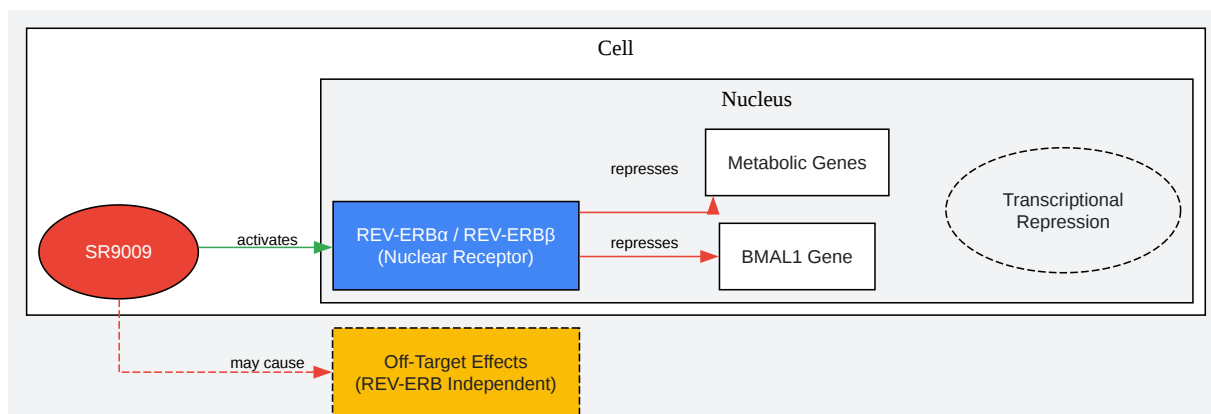 Cell
Nucleus
represses
Metabolic Genes
Transcriptional
Repression
SR9009
activates
REV-ERBα / REV-ERBβ
(Nuclear Receptor)
represses
BMAL1 Gene
may cause
Off-Target Effects
(REV-ERB Independent)